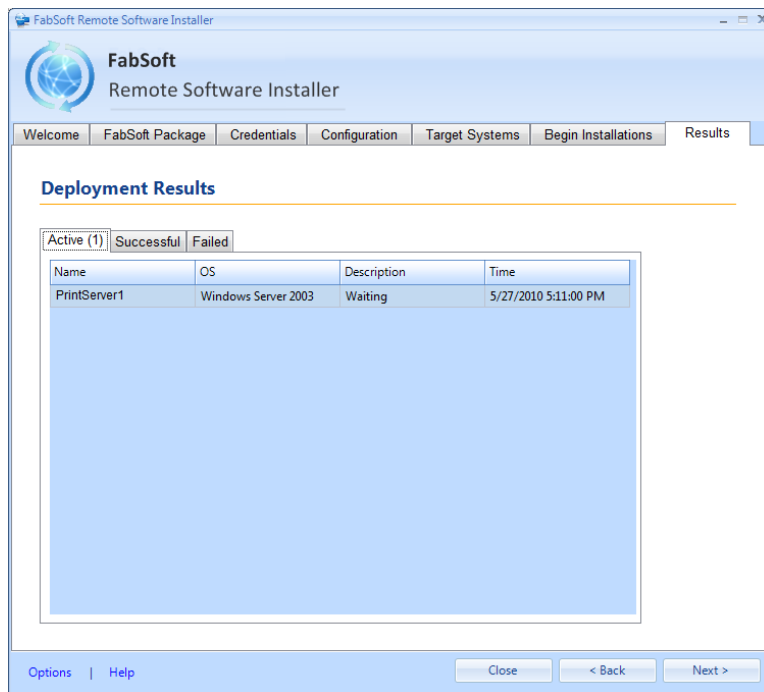 FabSoft Remote Software Installer
FabSoft
Remote Software Installer
Welcome FabSoft Package Credentials Configuration Target Systems Begin Installations Results
Deployment Results
Active (1) Successful Failed
Name OS Description Time
PrintServer1 Windows Server 2003 Waiting 5/27/2010 5:11:00 PM
Options | Help Close < Back Next >